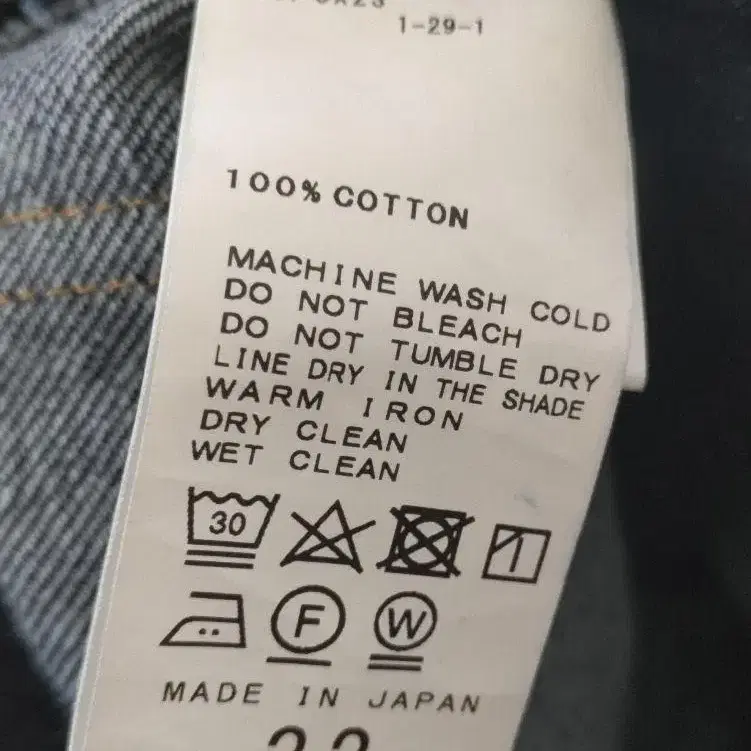 1-29-1
100% COTTON
MACHINE WASH COLD
DO NOT BLEACH
DO NOT TUMBLE DRY
LINE DRY IN THE SHADE
WARM IRON
DRY CLEAN
WET CLEAN
30
F W
MADE IN JAPAN